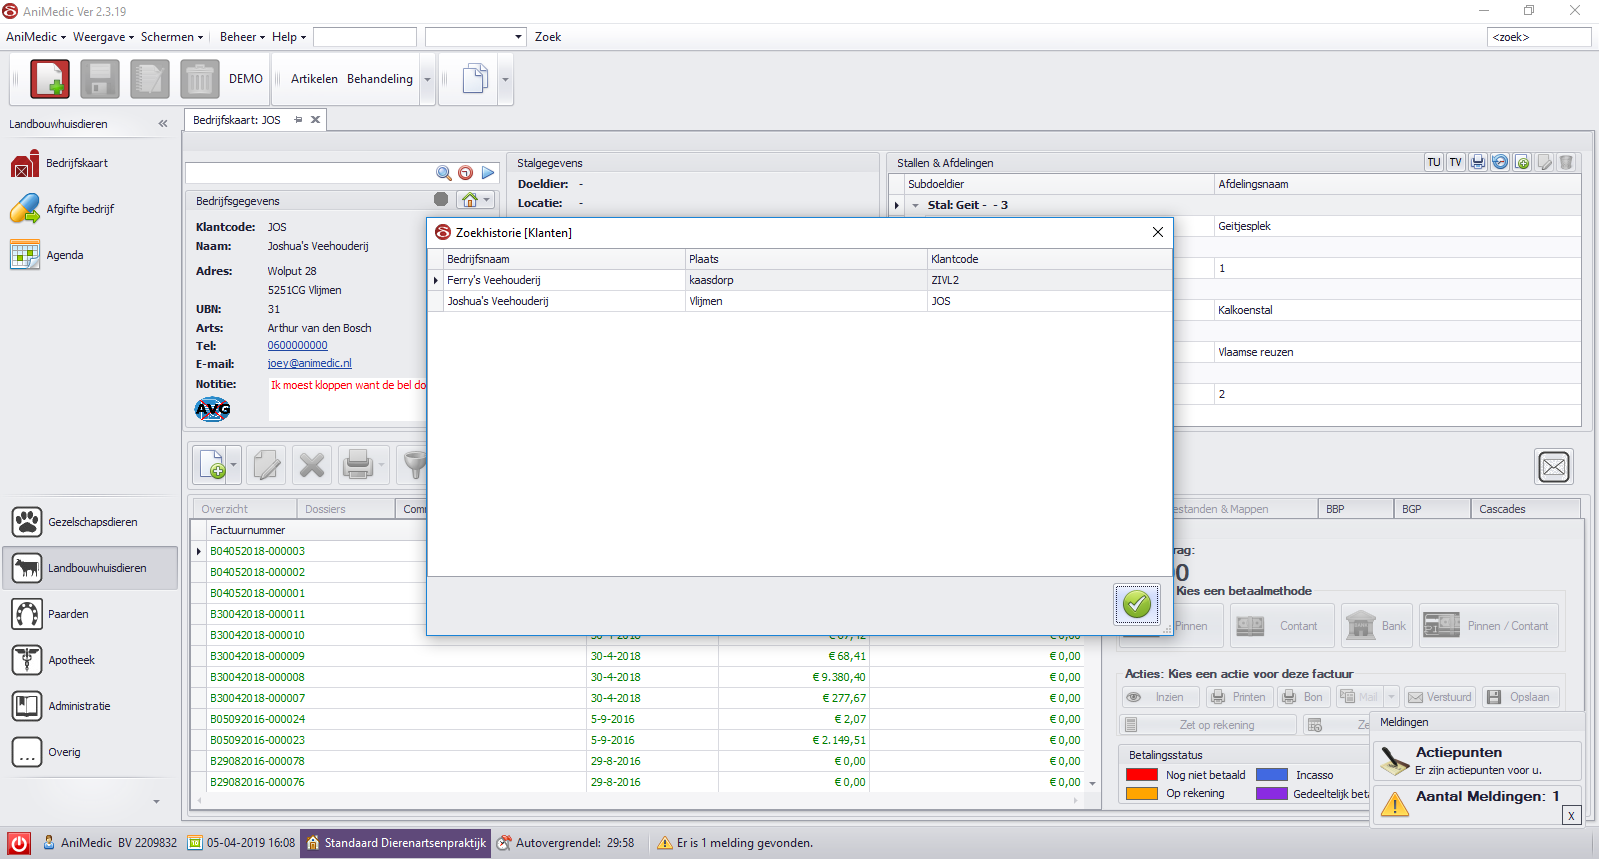 AniMedic Ver 2.3.19
AniMedic Weergave Schermen Beheer Help Zoek <zoek>
DEMO Artikelen Behandeling
Landbouwhuisdieren
Bedrijfskaart
Afgifte bedrijf
Agenda
Gezelschapsdieren
Landbouwhuisdieren
Paarden
Apotheek
Administratie
... Overig
Bedrijfskaart: JOS
Bedrijfsgegevens
Klantcode: JOS
Naam: Joshua's Veehouderij
Adres: Wolput 28
5251CG Vlijmen
UBN: 31
Arts: Arthur van den Bosch
Tel: 0600000000
E-mail: joey@animedic.nl
Notitie: Ik moest kloppen want de bel do
AVG
Stalgegevens
Doeldier: -
Locatie: -
Stallen & Afdelingen TU TV
Subdoeldier Afdelingsnaam
Stal: Geit - - 3
Geitjesplek
1
Kalkoenstal
Vlaamse reuzen
2
Zoekhistorie [Klanten]
Bedrijfsnaam Plaats Klantcode
Ferry's Veehouderij kaasdorp ZIVL2
Joshua's Veehouderij Vlijmen JOS
Overzicht Dossiers Com estanden & Mappen BBP BGP Cascades
Factuurnummer
B04052018-000003
B04052018-000002
B04052018-000001
B30042018-000011
B30042018-000010 30-4-2018 € 67,42 € 0,00
B30042018-000009 30-4-2018 € 68,41 € 0,00
B30042018-000008 30-4-2018 € 9.380,40 € 0,00
B30042018-000007 30-4-2018 € 277,67 € 0,00
B05092016-000024 5-9-2016 € 2,07 € 0,00
B05092016-000023 5-9-2016 € 2.149,51 € 0,00
B29082016-000078 29-8-2016 € 0,00 € 0,00
B29082016-000076 29-8-2016 € 0,00 € 0,00
rag:
0
Kies een betaalmethode
Pinnen Contant Bank Pinnen / Contant
Acties: Kies een actie voor deze factuur
Inzien Printen Bon Mail Verstuurd Opslaan
Zet op rekening Ze
Betalingsstatus
Nog niet betaald Incasso
Op rekening Gedeeltelijk beta
Meldingen
Actiepunten
Er zijn actiepunten voor u.
Aantal Meldingen: 1
X
AniMedic BV 2209832 05-04-2019 16:08 Standaard Dierenartsenpraktijk Autovergrendel: 29:58 Er is 1 melding gevonden.